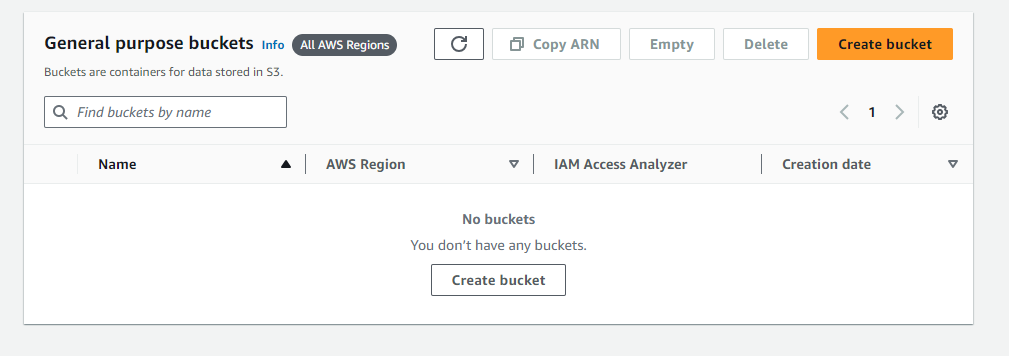 General purpose buckets Info All AWS Regions
Copy ARN Empty Delete Create bucket
Buckets are containers for data stored in S3.
Find buckets by name
1
Name AWS Region IAM Access Analyzer Creation date
No buckets
You don't have any buckets.
Create bucket